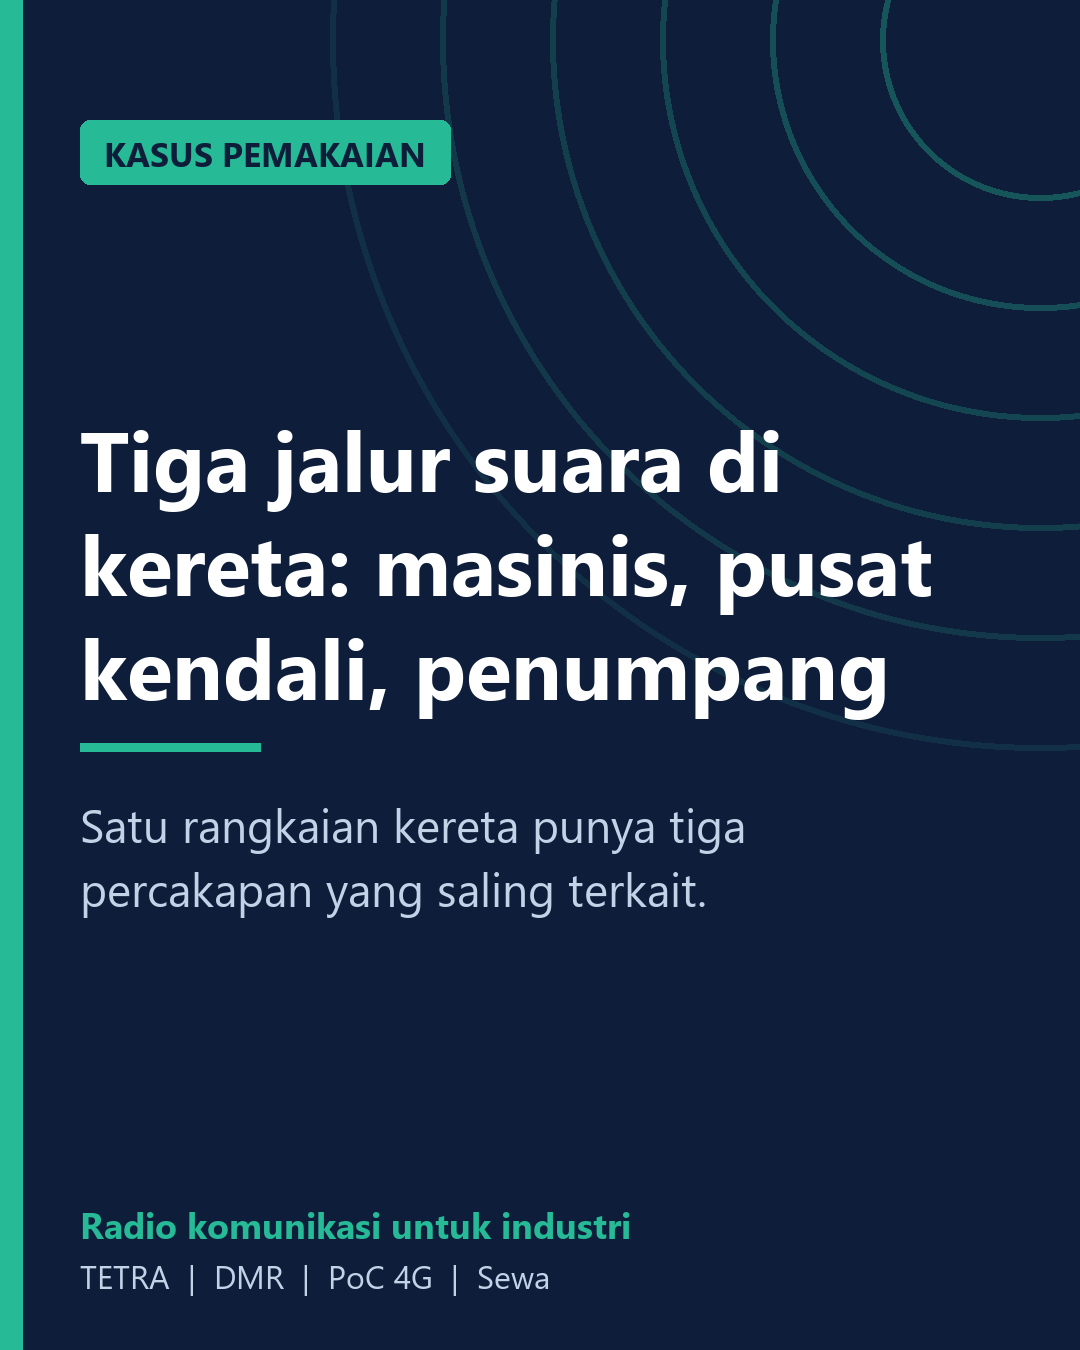 KASUS PEMAKAIAN
Tiga jalur suara di
kereta: masinis, pusat
kendali, penumpang
Satu rangkaian kereta punya tiga
percakapan yang saling terkait.
Radio komunikasi untuk industri
TETRA | DMR | PoC 4G | Sewa